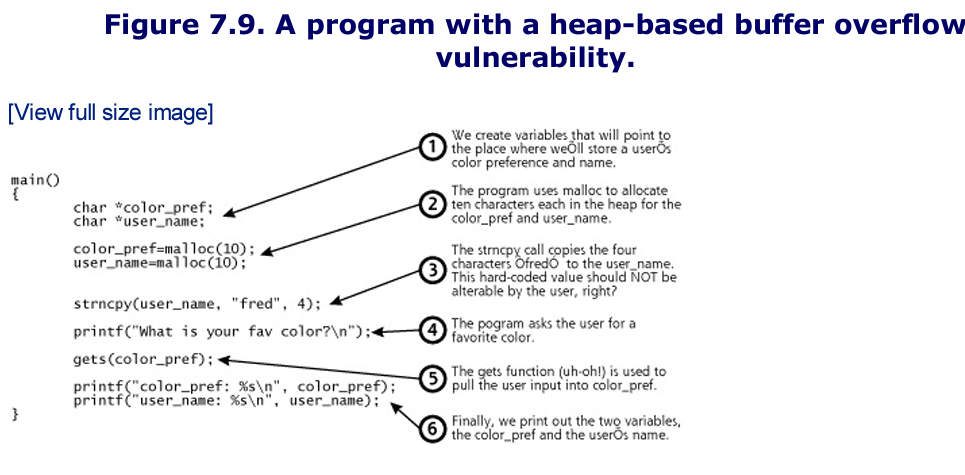 Figure 7.9. A program with a heap-based buffer overflow
vulnerability.
[View full size image]
main()
{
char *color_pref;
char *user_name;
color_pref=malloc(10);
user_name=malloc(10);
strncpy(user_name, "fred", 4);
printf("What is your fav color?\n");
gets(color_pref);
printf("color_pref: %s\n", color_pref);
printf("user_name: %s\n", user_name);
}
1
We create variables that will point to
the place where weÕll store a userÕs
color preference and name.
2
The program uses malloc to allocate
ten characters each in the heap for the
color_pref and user_name.
3
The strncpy call copies the four
characters ÒfredÓ to the user_name.
This hard-coded value should NOT be
alterable by the user, right?
4
The pogram asks the user for a
favorite color.
5
The gets function (uh-oh!) is used to
pull the user input into color_pref.
6
Finally, we print out the two variables,
the color_pref and the userÕs name.